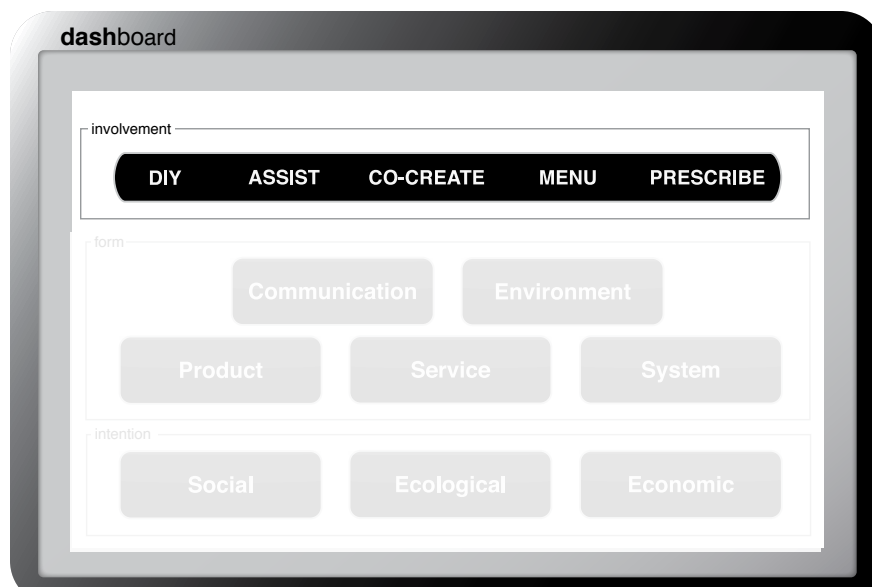 dashboard
involvement
DIY ASSIST CO-CREATE MENU PRESCRIBE
form
Communication Environment
Product Service System
intention
Social Ecological Economic